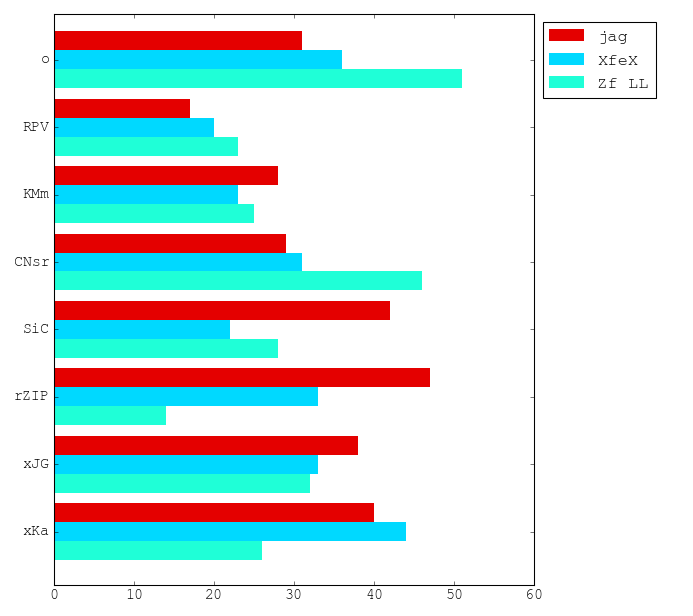 jag
XfeX
Zf LL
o
RPV
KMm
CNsr
SiC
rZIP
xJG
xKa
0 10 20 30 40 50 60